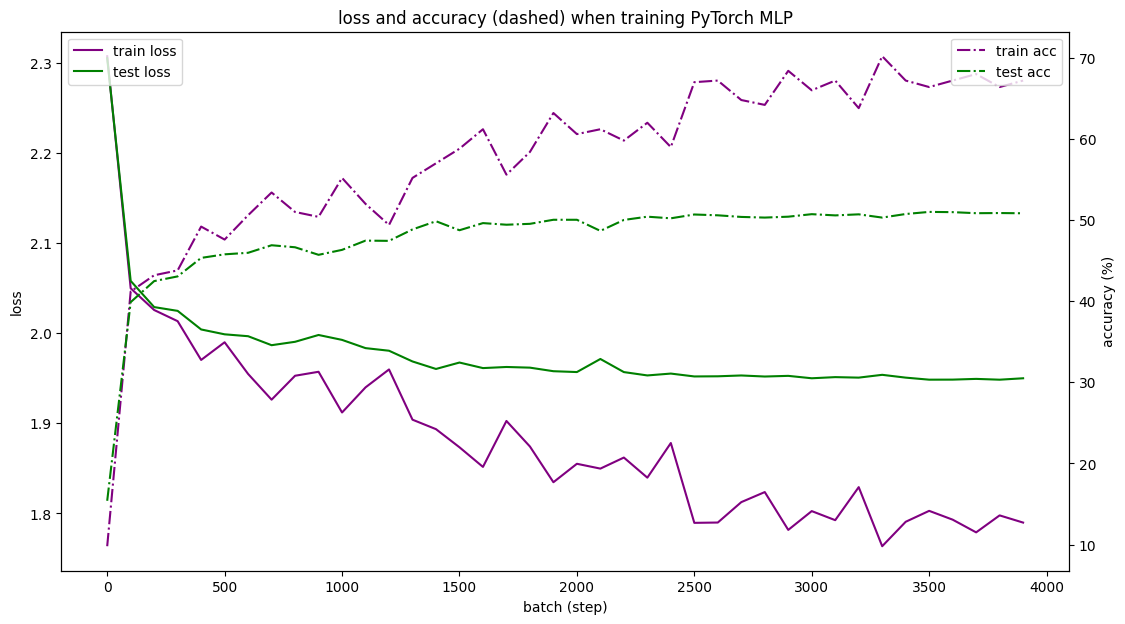 loss and accuracy (dashed) when training PyTorch MLP
train loss
test loss
train acc
test acc
2.3
2.2
2.1
2.0
1.9
1.8
loss
70
60
50
40
30
20
10
accuracy (%)
0
500
1000
1500
2000
2500
3000
3500
4000
batch (step)